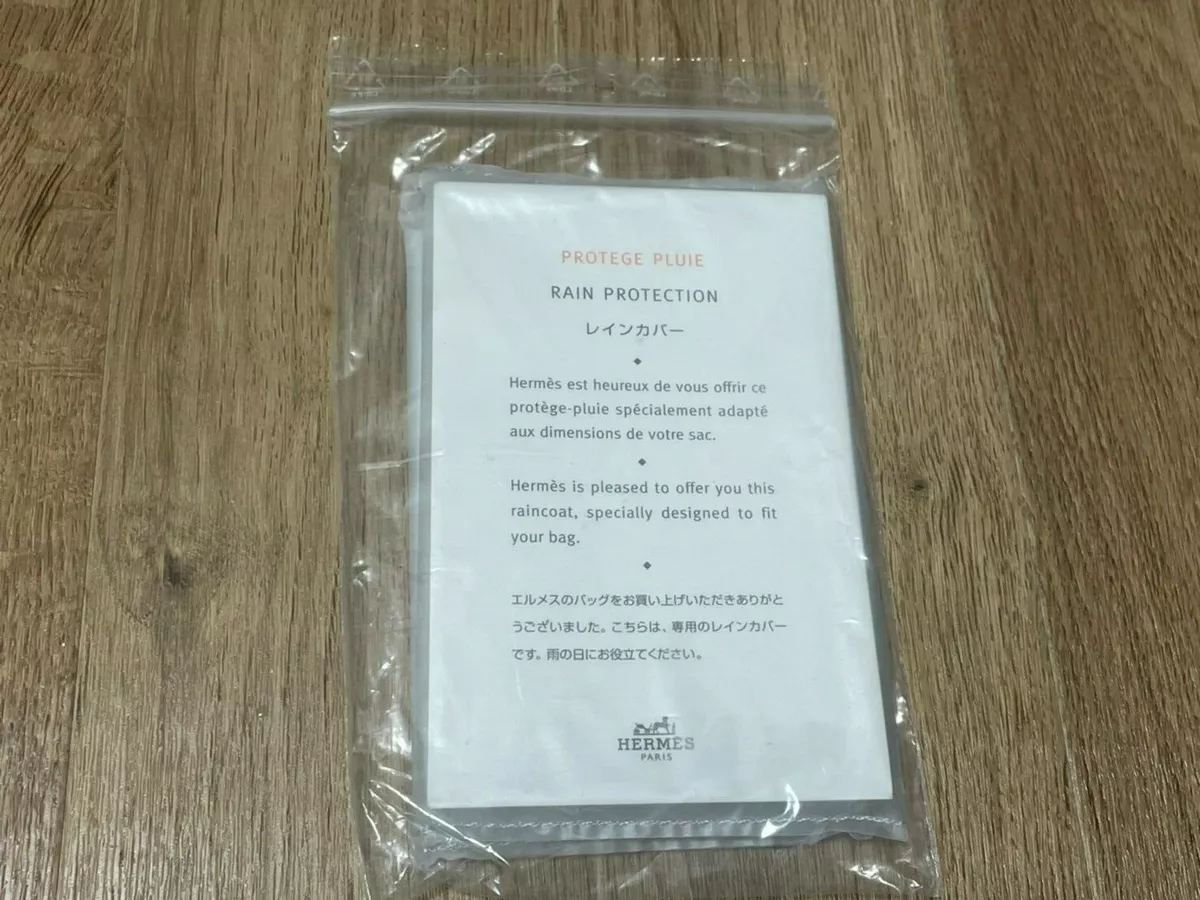 PROTEGE PLUIE
RAIN PROTECTION
レインカバー
Hermès est heureux de vous offrir ce
protège-pluie spécialement adapté
aux dimensions de votre sac.
Hermès is pleased to offer you this
raincoat, specially designed to fit
your bag.
エルメスのバッグをお買い上げいただきありがと
うございました。こちらは、専用のレインカバー
です。雨の日にお役立てください。
HERMÈS
PARIS